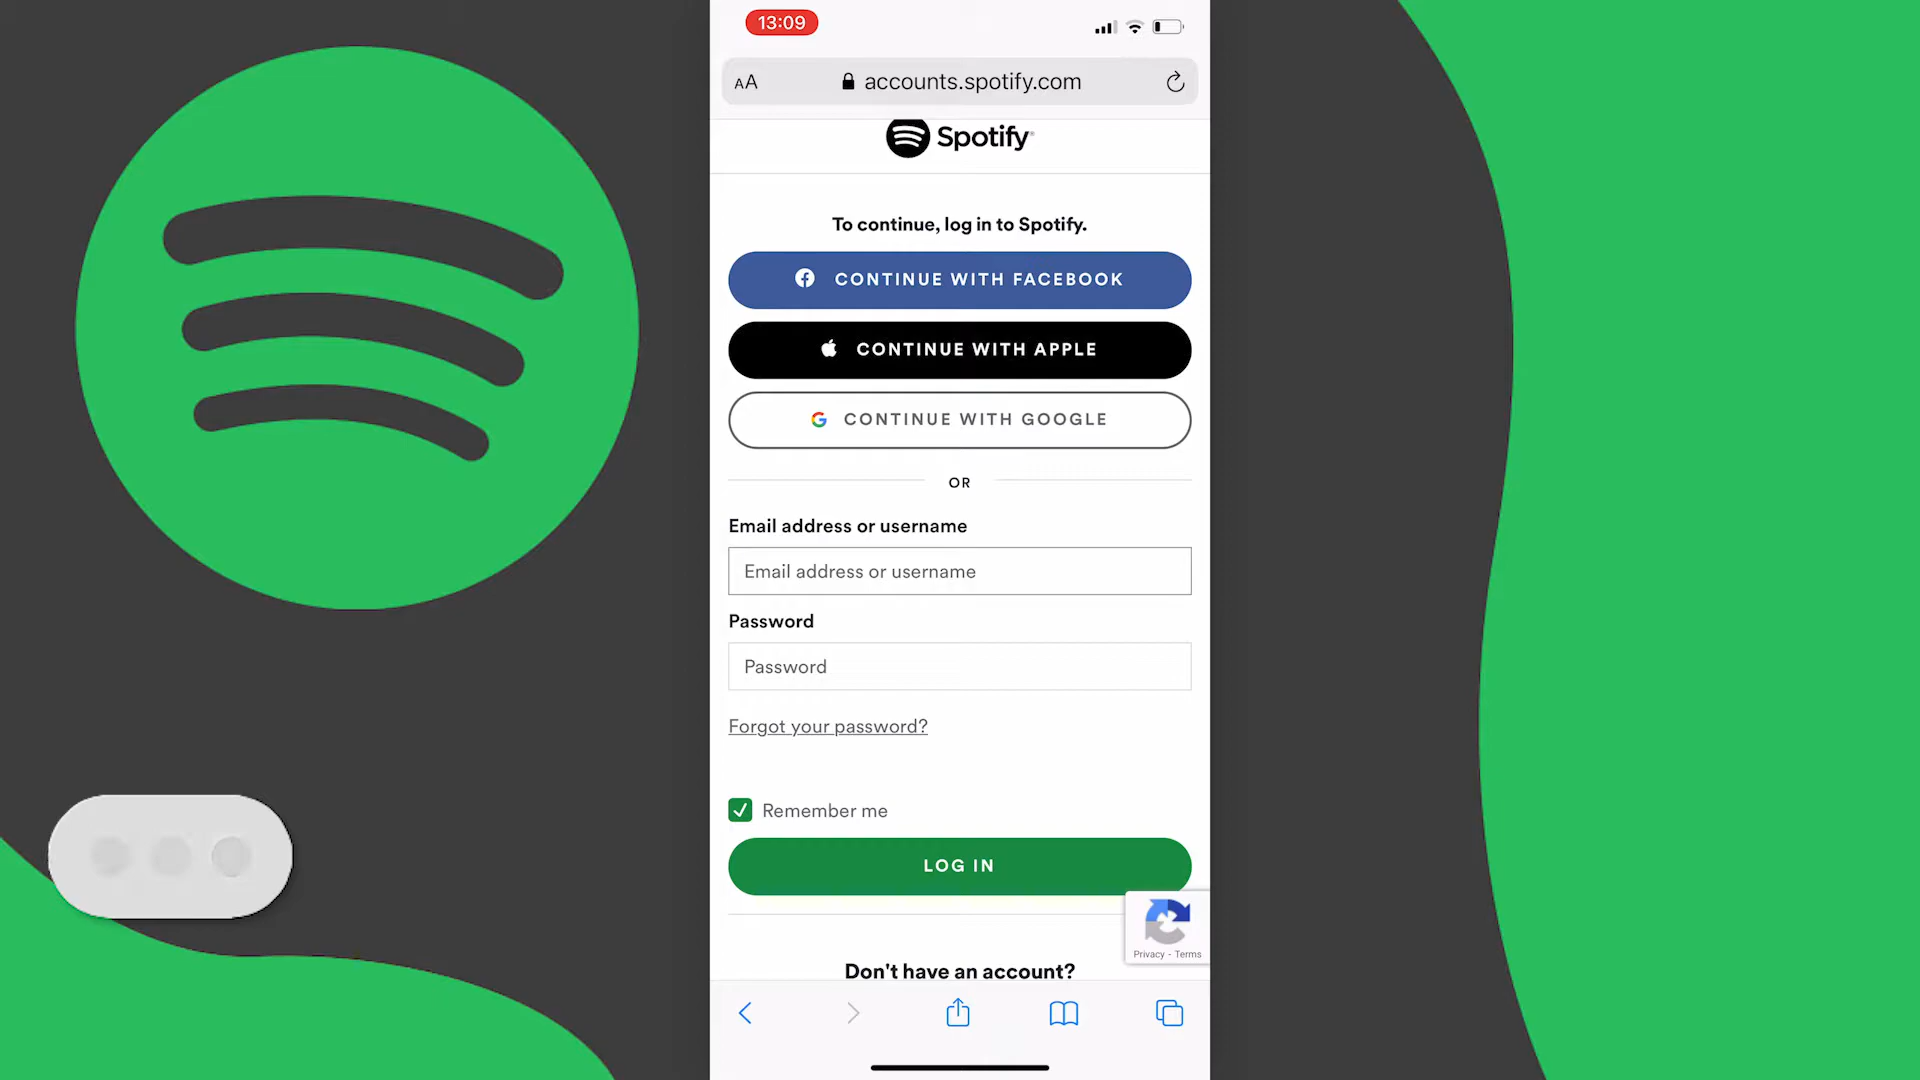 13:09
AA
accounts.spotify.com
Spotify
To continue, log in to Spotify.
CONTINUE WITH FACEBOOK
CONTINUE WITH APPLE
CONTINUE WITH GOOGLE
OR
Email address or username
Email address or username
Password
Password
Forgot your password?
Remember me
LOG IN
Privacy - Terms
Don't have an account?